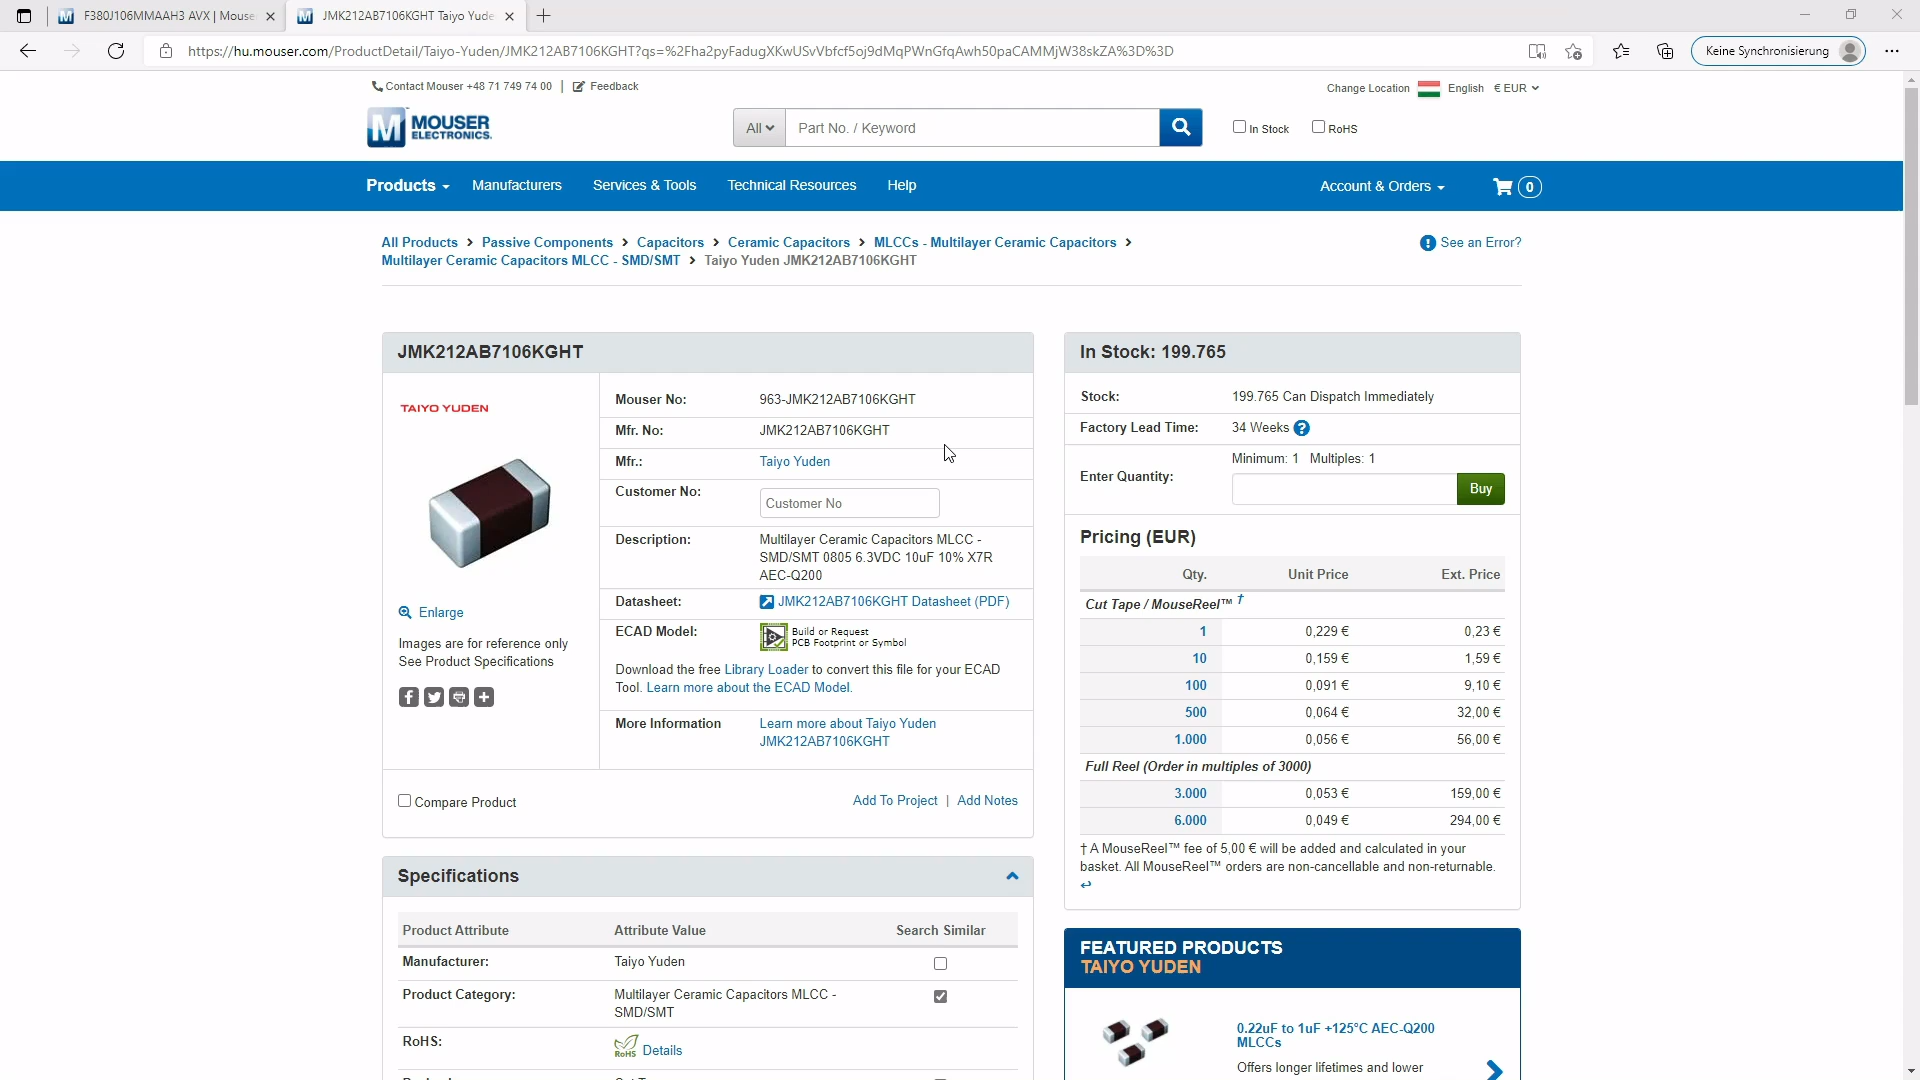 F380J106MMAAH3 AVX | Mouse
JMK212AB7106KGHT Taiyo Yude
https://hu.mouser.com/ProductDetail/Taiyo-Yuden/JMK212AB7106KGHT?qs=%2Fha2pyFadugXKwUSvVbfcf5oj9dMqPWnGfqAwh50paCAMMjW38skZA%3D%3D
Keine Synchronisierung
Contact Mouser +48 71 749 74 00 | Feedback
Change Location English € EUR
MOUSER
ELECTRONICS.
All
Part No. / Keyword
In Stock
RoHS
Products
Manufacturers
Services & Tools
Technical Resources
Help
Account & Orders
0
All Products > Passive Components > Capacitors > Ceramic Capacitors > MLCCs - Multilayer Ceramic Capacitors >
Multilayer Ceramic Capacitors MLCC - SMD/SMT > Taiyo Yuden JMK212AB7106KGHT
See an Error?
JMK212AB7106KGHT
TAIYO YUDEN
Enlarge
Images are for reference only
See Product Specifications
Mouser No: 963-JMK212AB7106KGHT
Mfr. No: JMK212AB7106KGHT
Mfr.: Taiyo Yuden
Customer No: Customer No
Description: Multilayer Ceramic Capacitors MLCC -
SMD/SMT 0805 6.3VDC 10uF 10% X7R
AEC-Q200
Datasheet: JMK212AB7106KGHT Datasheet (PDF)
ECAD Model: Build or Request
PCB Footprint or Symbol
Download the free Library Loader to convert this file for your ECAD
Tool. Learn more about the ECAD Model.
More Information Learn more about Taiyo Yuden
JMK212AB7106KGHT
Compare Product
Add To Project | Add Notes
In Stock: 199.765
Stock: 199.765 Can Dispatch Immediately
Factory Lead Time: 34 Weeks
Minimum: 1 Multiples: 1
Enter Quantity:
Buy
Pricing (EUR)
Qty. Unit Price Ext. Price
Cut Tape / MouseReel™ †
1 0,229 € 0,23 €
10 0,159 € 1,59 €
100 0,091 € 9,10 €
500 0,064 € 32,00 €
1.000 0,056 € 56,00 €
Full Reel (Order in multiples of 3000)
3.000 0,053 € 159,00 €
6.000 0,049 € 294,00 €
† A MouseReel™ fee of 5,00 € will be added and calculated in your
basket. All MouseReel™ orders are non-cancellable and non-returnable.
Specifications
Product Attribute Attribute Value Search Similar
Manufacturer: Taiyo Yuden
Product Category: Multilayer Ceramic Capacitors MLCC -
SMD/SMT
RoHS: RoHS Details
FEATURED PRODUCTS
TAIYO YUDEN
0.22uF to 1uF +125°C AEC-Q200
MLCCs
Offers longer lifetimes and lower